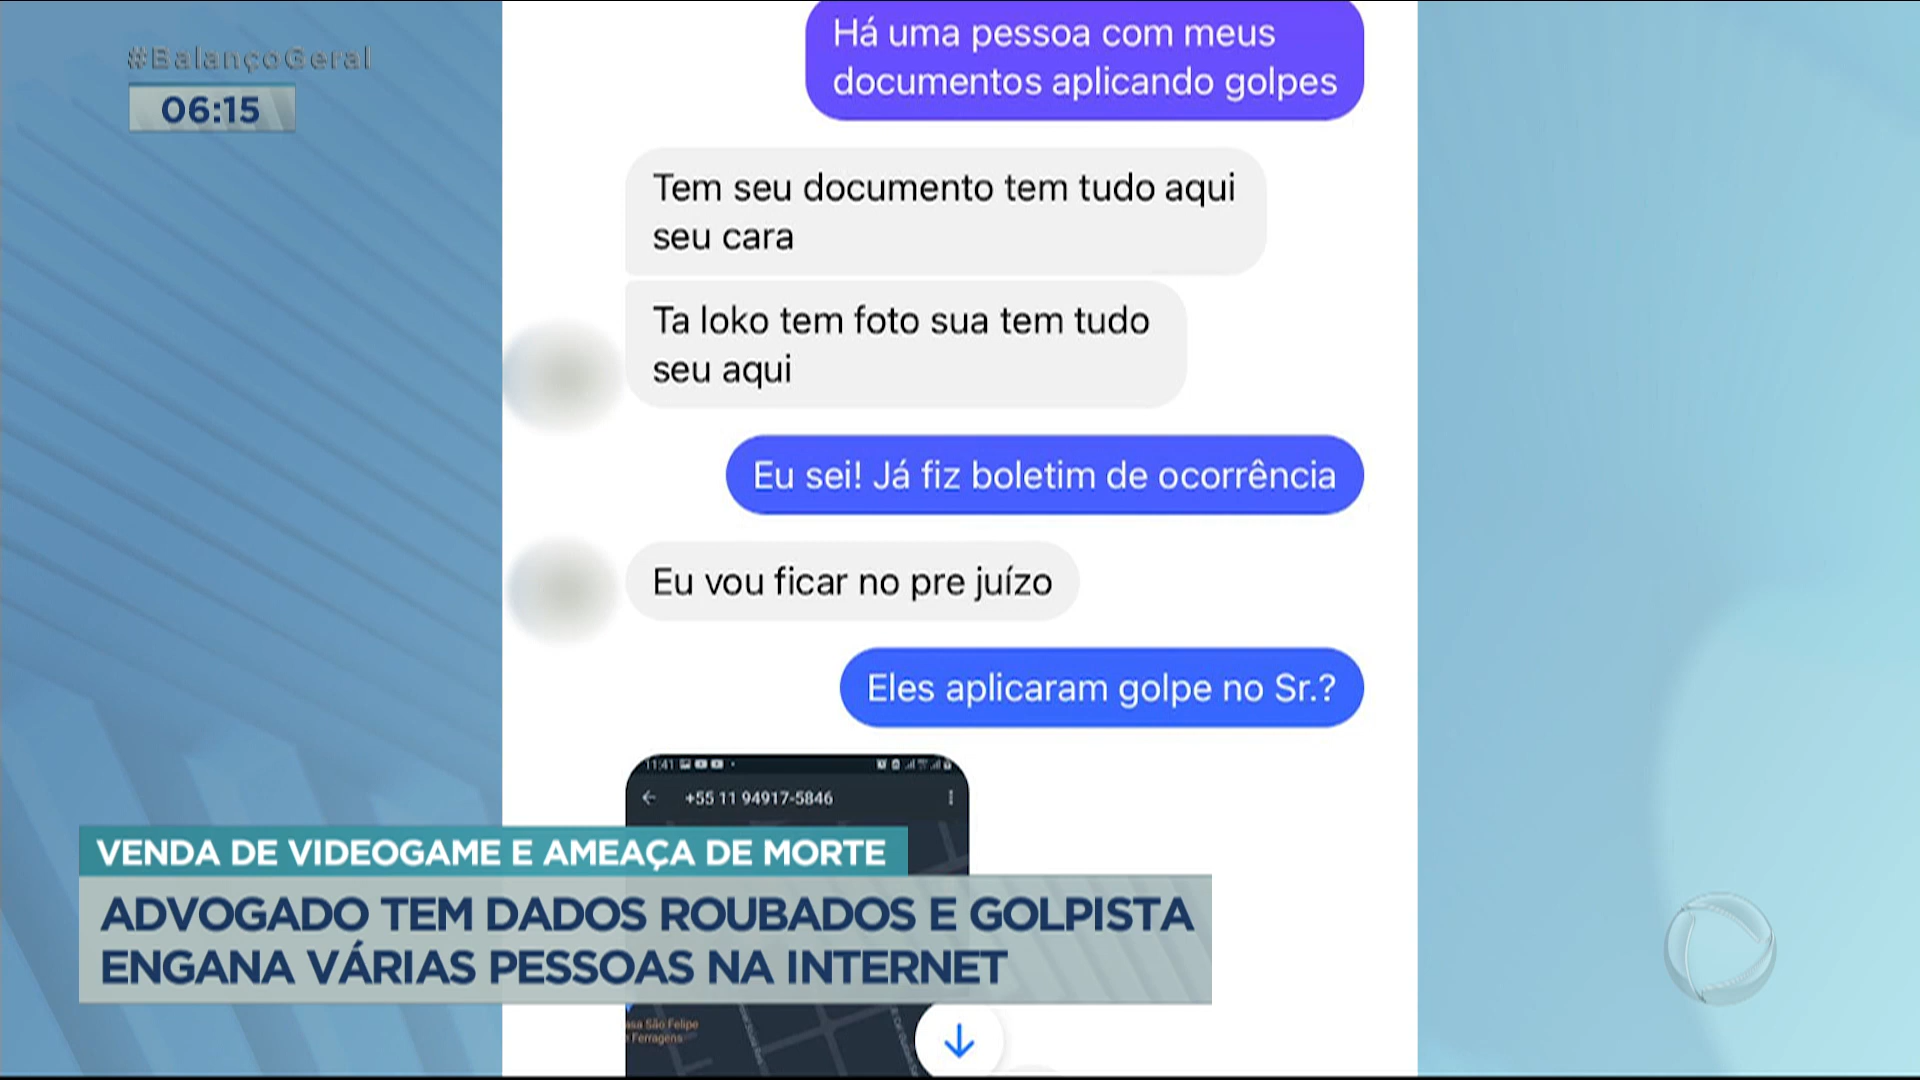 #BalançoGeral
06:15
Há uma pessoa com meus
documentos aplicando golpes
Tem seu documento tem tudo aqui
seu cara
Ta loko tem foto sua tem tudo
seu aqui
Eu sei! Já fiz boletim de ocorrência
Eu vou ficar no pre juízo
Eles aplicaram golpe no Sr.?
11:41
+55 11 94917-5846
VENDA DE VIDEOGAME E AMEAÇA DE MORTE
ADVOGADO TEM DADOS ROUBADOS E GOLPISTA
ENGANA VÁRIAS PESSOAS NA INTERNET
asa São Felipe
Ferragens